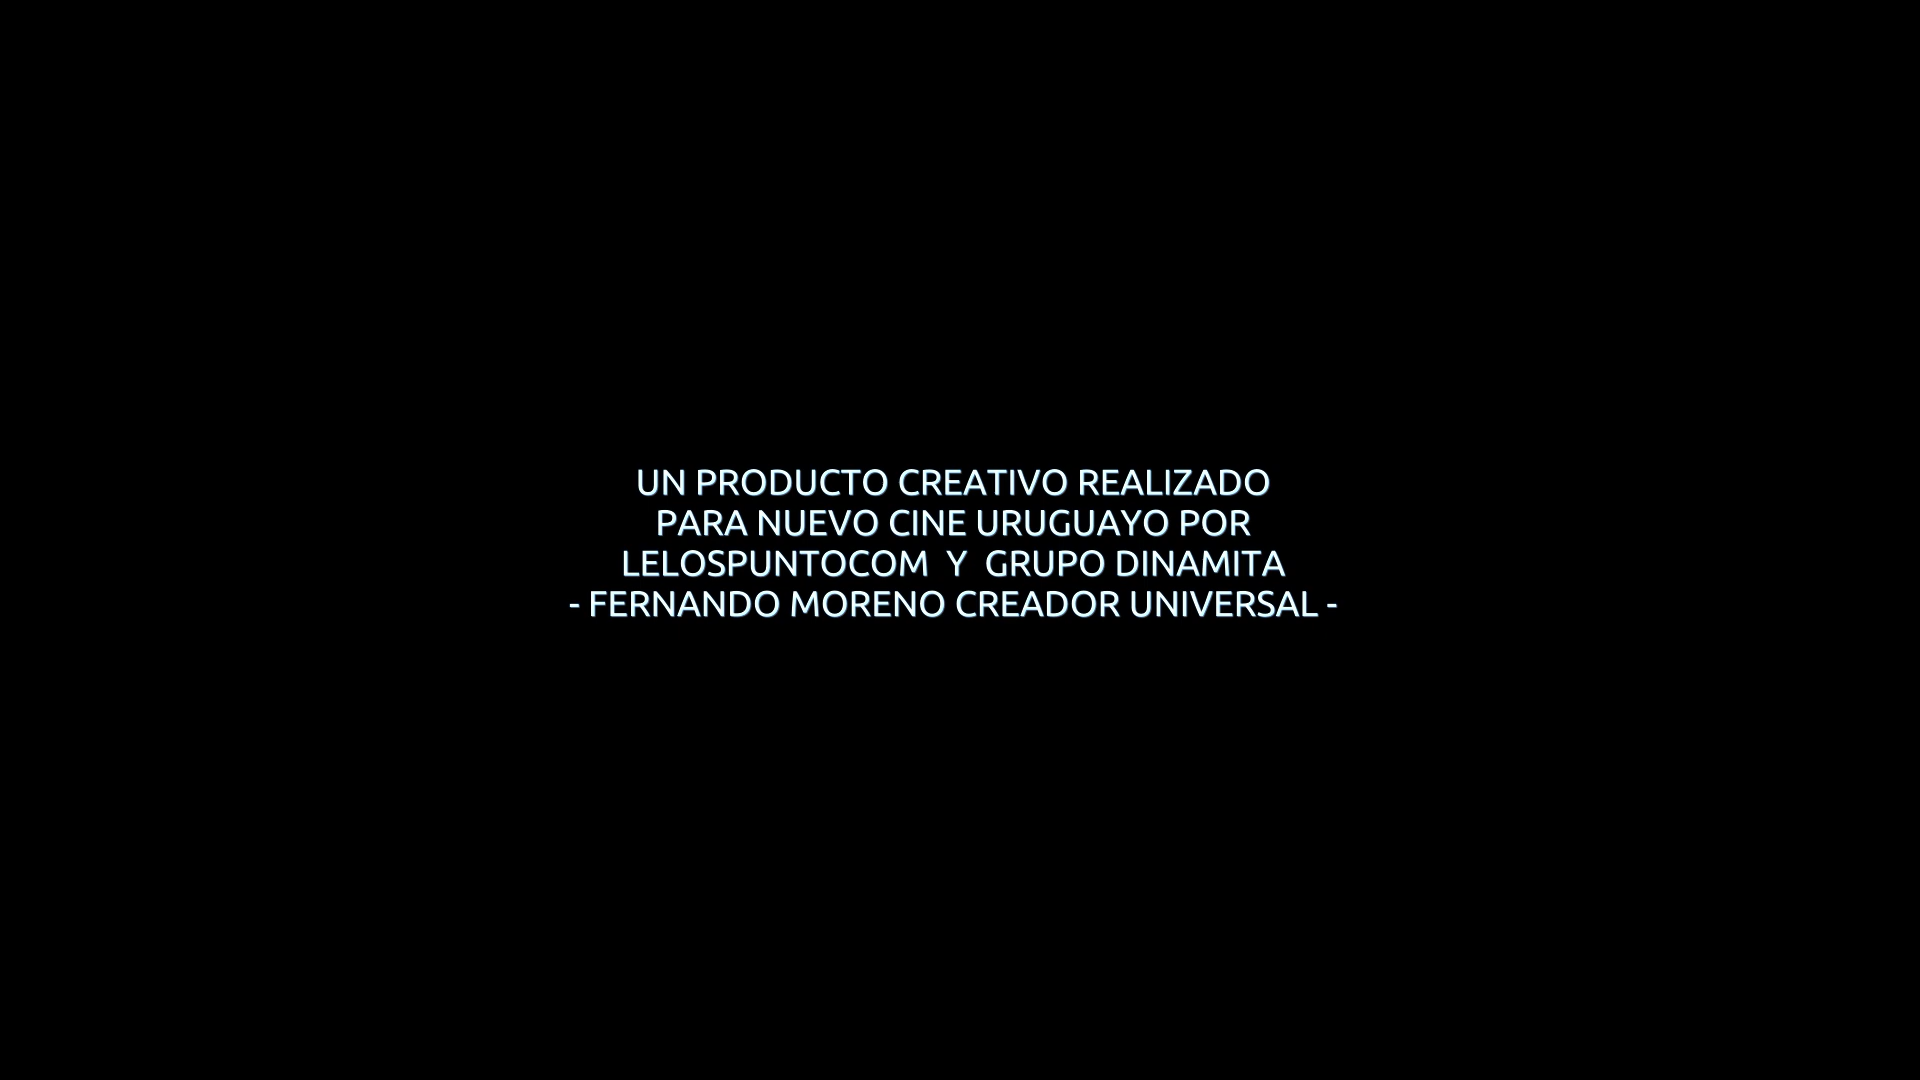 UN PRODUCTO CREATIVO REALIZADO
PARA NUEVO CINE URUGUAYO POR
LELOSPUNTOCOM  Y  GRUPO DINAMITA
- FERNANDO MORENO CREADOR UNIVERSAL -